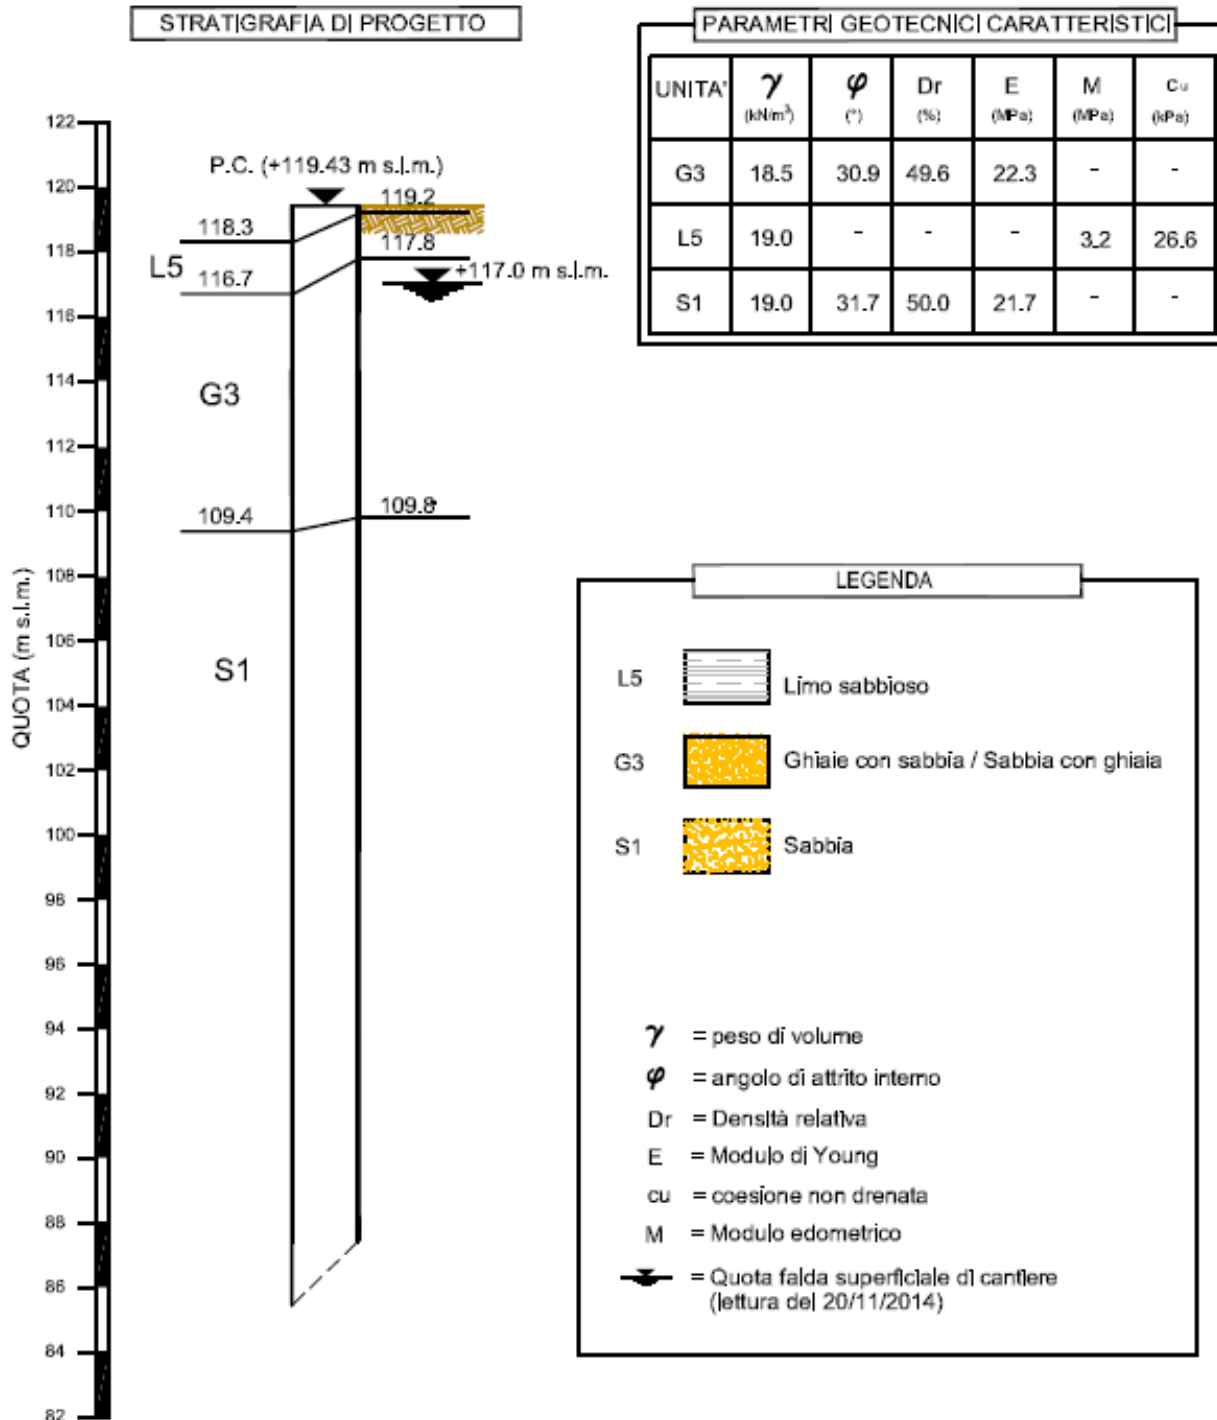 STRATIGRAFIA DI PROGETTO
P.C. (+119.43 m s.l.m.)
119.2
118.3
117.8
L5
116.7
+117.0 m s.l.m.
G3
109.4
109.8
S1
QUOTA (m s.l.m.)
122
120
118
116
114
112
110
108
106
104
102
100
98
96
94
92
90
88
86
84
82
PARAMETRI GEOTECNICI CARATTERISTICI
UNITA' γ (kN/m³) φ (°) Dr (%) E (MPa) M (MPa) cu (kPa)
G3 18.5 30.9 49.6 22.3 - -
L5 19.0 - - - 3.2 26.6
S1 19.0 31.7 50.0 21.7 - -
LEGENDA
L5 Limo sabbioso
G3 Ghiaie con sabbia / Sabbia con ghiaia
S1 Sabbia
γ = peso di volume
φ = angolo di attrito interno
Dr = Densità relativa
E = Modulo di Young
cu = coesione non drenata
M = Modulo edometrico
= Quota falda superficiale di cantiere
(lettura del 20/11/2014)